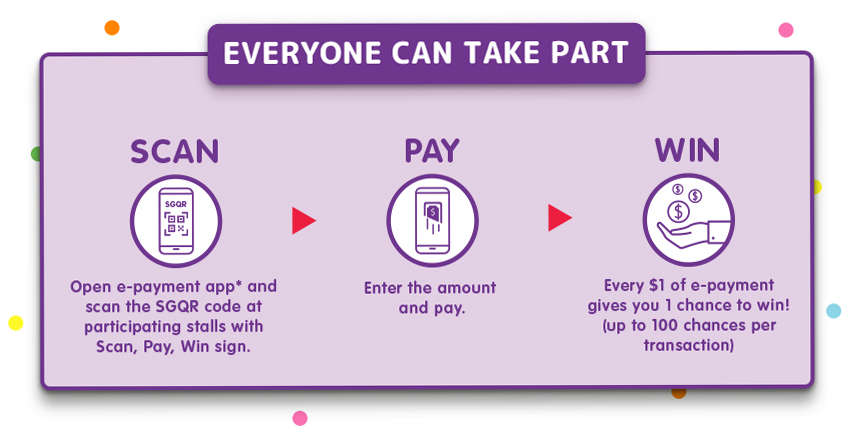 EVERYONE CAN TAKE PART
SCAN
SGQR
Open e-payment app* and
scan the SGQR code at
participating stalls with
Scan, Pay, Win sign.
PAY
$
Enter the amount
and pay.
WIN
$
$
$
Every $1 of e-payment
gives you 1 chance to win!
(up to 100 chances per
transaction)